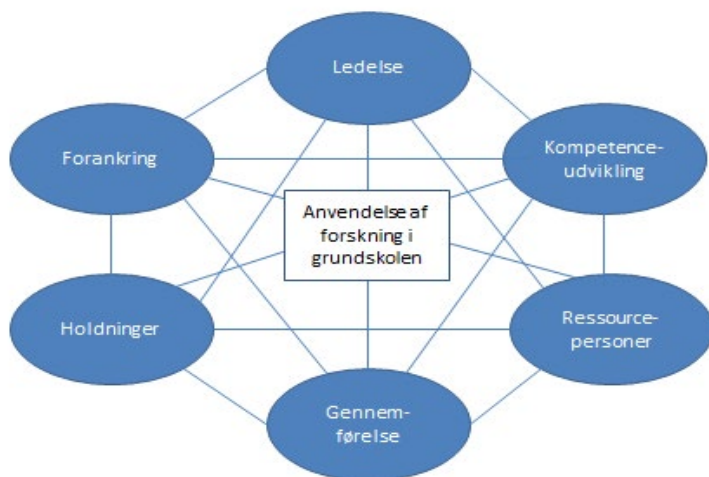 Ledelse
Forankring
Kompetence-
udvikling
Anvendelse af
forskning i
grundskolen
Holdninger
Ressource-
personer
Gennem-
førelse